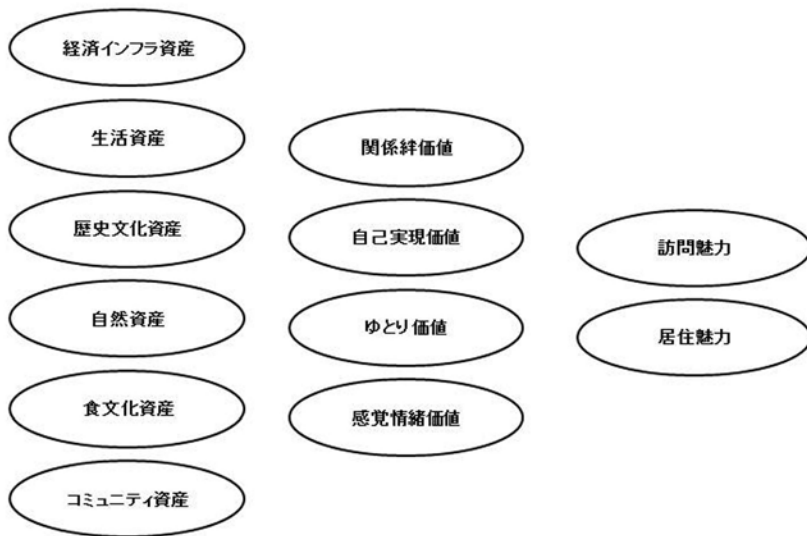 経済インフラ資産
生活資産
歴史文化資産
自然資産
食文化資産
コミュニティ資産
関係絆価値
自己実現価値
ゆとり価値
感覚情緒価値
訪問魅力
居住魅力